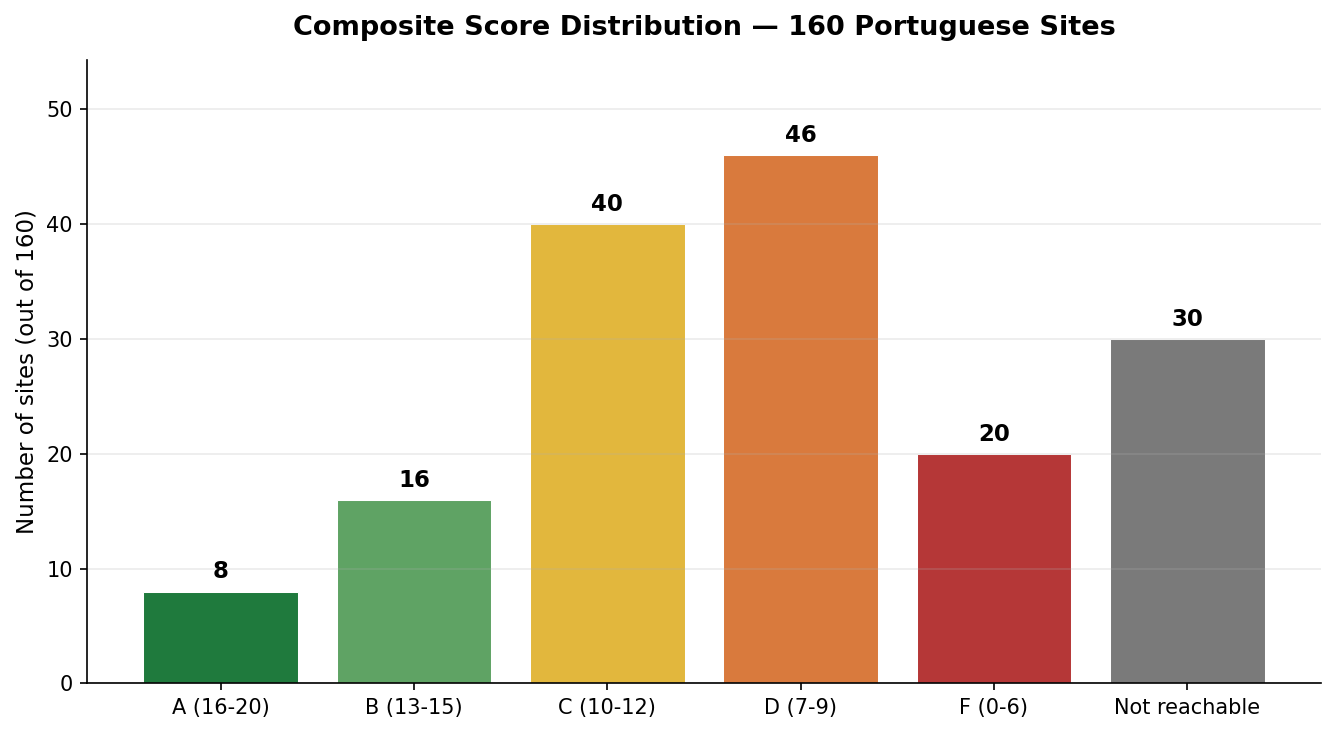 Composite Score Distribution — 160 Portuguese Sites
Number of sites (out of 160)
50
40
30
20
10
0
8
16
40
46
20
30
A (16-20)
B (13-15)
C (10-12)
D (7-9)
F (0-6)
Not reachable